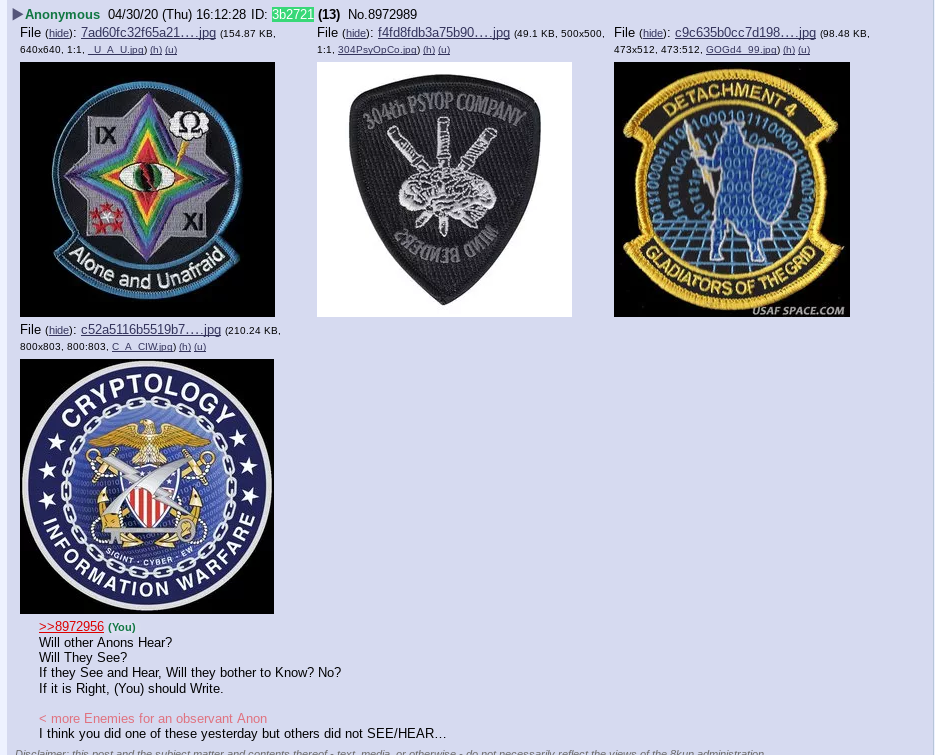 ▶Anonymous 04/30/20 (Thu) 16:12:28 ID: 3b2721 (13) No.8972989
File (hide): 7ad60fc32f65a21….jpg (154.87 KB, 640x640, 1:1, _U_A_U.jpg) (h) (u)
IX
Ω
XI
Alone and Unafraid
File (hide): f4fd8fdb3a75b90….jpg (49.1 KB, 500x500, 1:1, 304PsyOpCo.jpg) (h) (u)
304th PSYOP COMPANY
MIND BENDERS
File (hide): c9c635b0cc7d198….jpg (98.48 KB, 473x512, 473:512, GOGd4_99.jpg) (h) (u)
DETACHMENT 4
GLADIATORS OF THE GRID
USAF SPACE.COM
File (hide): c52a5116b5519b7….jpg (210.24 KB, 800x803, 800:803, C_A_CIW.jpg) (h) (u)
CRYPTOLOGY
SIGINT · CYBER · EW
INFORMATION WARFARE
>>8972956 (You)
Will other Anons Hear?
Will They See?
If they See and Hear, Will they bother to Know? No?
If it is Right, (You) should Write.
< more Enemies for an observant Anon
I think you did one of these yesterday but others did not SEE/HEAR…
Disclaimer: this post and the subject matter and contents thereof - text, media, or otherwise - do not necessarily reflect the views of the 8kun administration.